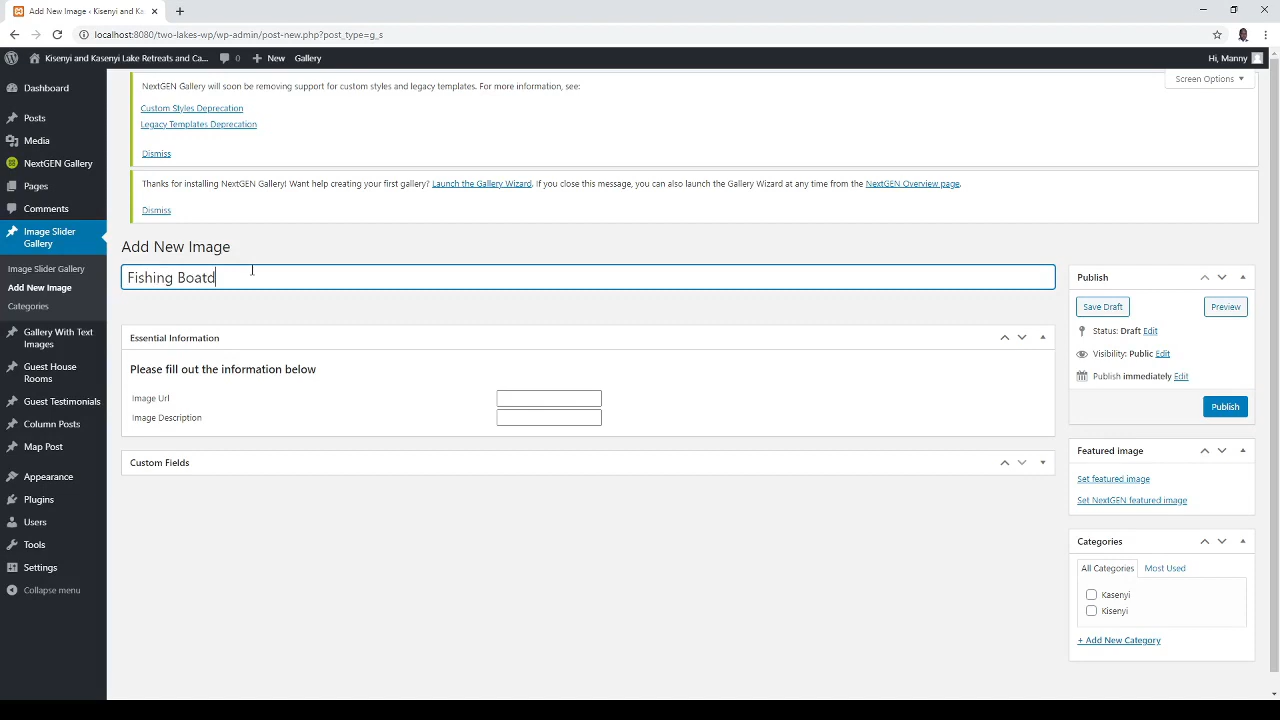 Add New Image ‹ Kisenyi and Ka
localhost:8080/two-lakes-wp/wp-admin/post-new.php?post_type=g_s
Kisenyi and Kasenyi Lake Retreats and Ca...
0
New
Gallery
Hi, Manny
Screen Options
Dashboard
Posts
Media
NextGEN Gallery
Pages
Comments
Image Slider
Gallery
Image Slider Gallery
Add New Image
Categories
Gallery With Text
Images
Guest House
Rooms
Guest Testimonials
Column Posts
Map Post
Appearance
Plugins
Users
Tools
Settings
Collapse menu
NextGEN Gallery will soon be removing support for custom styles and legacy templates. For more information, see:
Custom Styles Deprecation
Legacy Templates Deprecation
Dismiss
Thanks for installing NextGEN Gallery! Want help creating your first gallery? Launch the Gallery Wizard. If you close this message, you can also launch the Gallery Wizard at any time from the NextGEN Overview page.
Dismiss
Add New Image
Fishing Boatd
Essential Information
Please fill out the information below
Image Url
Image Description
Custom Fields
Publish
Save Draft
Preview
Status: Draft Edit
Visibility: Public Edit
Publish immediately Edit
Publish
Featured image
Set featured image
Set NextGEN featured image
Categories
All Categories
Most Used
Kasenyi
Kisenyi
+ Add New Category